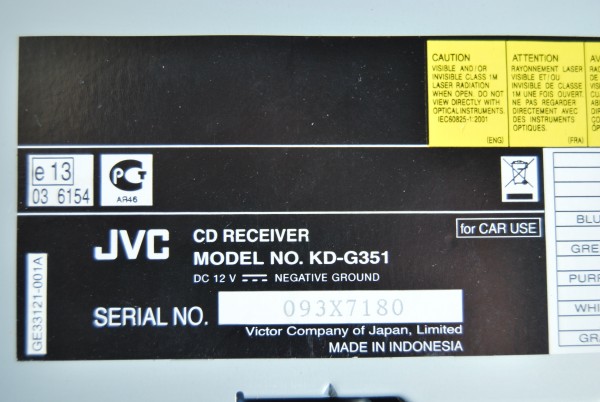 CAUTION
VISIBLE AND/OR
INVISIBLE CLASS 1M
LASER RADIATION
WHEN OPEN. DO NOT
VIEW DIRECTLY WITH
OPTICAL INSTRUMENTS.
IEC60825-1:2001
(ENG)
ATTENTION
RAYONNEMENT LASER
VISIBLE ET/OU
INVISIBLE DE CLASSE
1M UNE FOIS OUVERT.
NE PAS REGARDER
DIRECTEMENT AVEC
DES INSTRUMENTS
OPTIQUES.
(FRA)
e 13
03 6154
PCT
AR46
for CAR USE
JVC
CD RECEIVER
MODEL NO. KD-G351
DC 12 V NEGATIVE GROUND
SERIAL NO. 093X7180
Victor Company of Japan, Limited
MADE IN INDONESIA
GE33121-001A
BLU
GRE
PURP
WHI
GRA